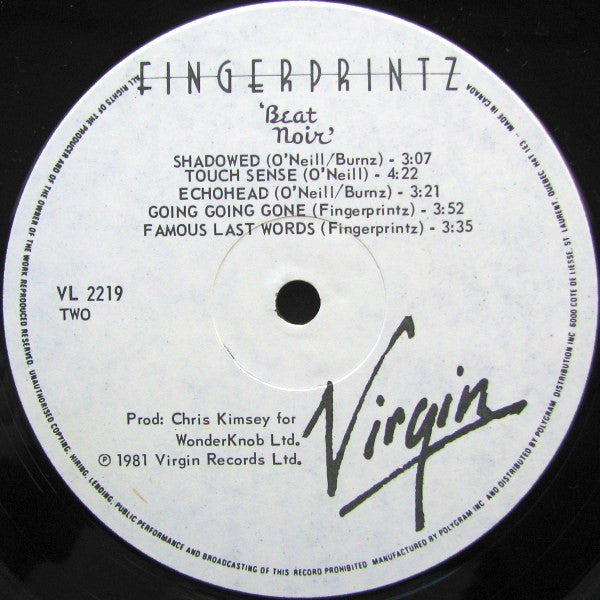 FINGERPRINTZ
'Beat
Noir'
SHADOWED (O'Neill/Burnz) - 3:07
TOUCH SENSE (O'Neill) - 4:22
ECHOHEAD (O'Neill/Burnz) - 3:21
GOING GOING GONE (Fingerprintz) - 3:52
FAMOUS LAST WORDS (Fingerprintz) - 3:35
VL 2219
TWO
Prod: Chris Kimsey for
WonderKnob Ltd.
℗ 1981 Virgin Records Ltd.
Virgin
ALL RIGHTS OF THE PRODUCER AND OF THE OWNER OF THE WORK REPRODUCED RESERVED. UNAUTHORISED COPYING, HIRING, LENDING, PUBLIC PERFORMANCE AND BROADCASTING OF THIS RECORD PROHIBITED. MANUFACTURED BY POLYGRAM INC AND DISTRIBUTED BY POLYGRAM DISTRIBUTION INC 6000 COTE DE LIESSE, ST LAURENT, QUEBEC H4T 1E3 - MADE IN CANADA